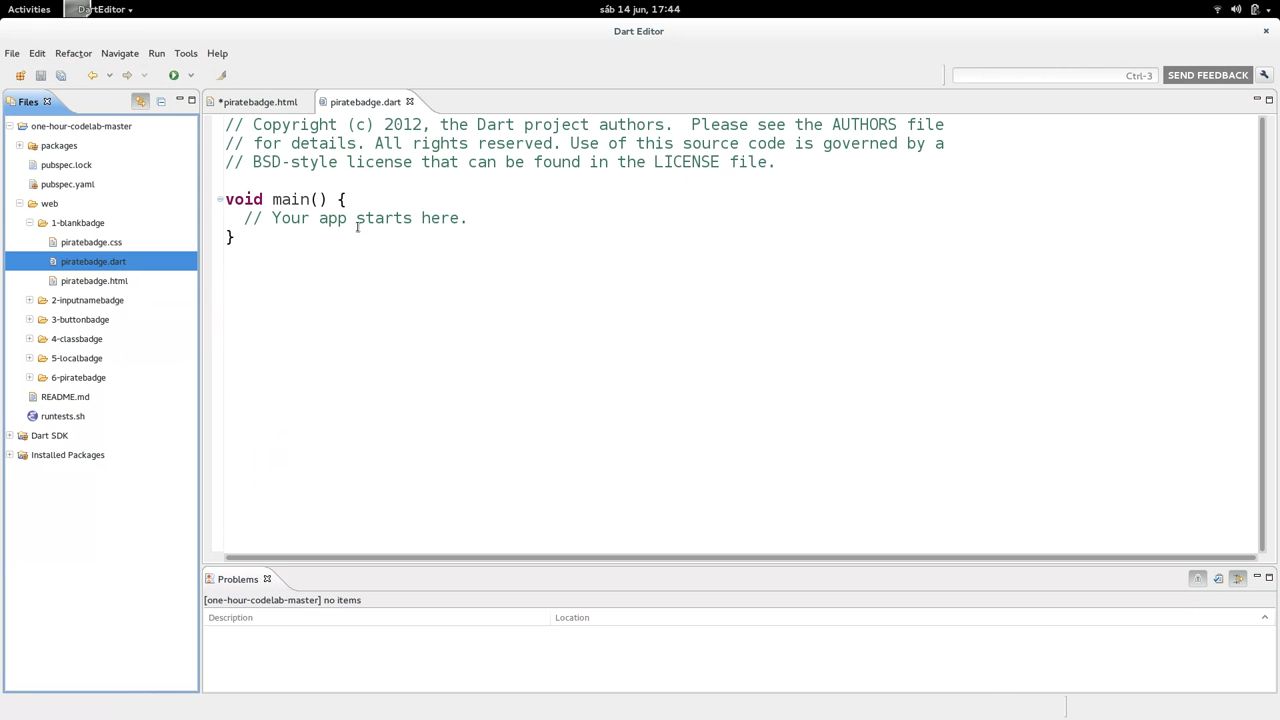 Activities DartEditor sáb 14 jun, 17:44
Dart Editor
File Edit Refactor Navigate Run Tools Help
Ctrl-3 SEND FEEDBACK
Files *piratebadge.html piratebadge.dart
one-hour-codelab-master
packages
pubspec.lock
pubspec.yaml
web
1-blankbadge
piratebadge.css
piratebadge.dart
piratebadge.html
2-inputnamebadge
3-buttonbadge
4-classbadge
5-localbadge
6-piratebadge
README.md
runtests.sh
Dart SDK
Installed Packages
// Copyright (c) 2012, the Dart project authors.  Please see the AUTHORS file
// for details. All rights reserved. Use of this source code is governed by a
// BSD-style license that can be found in the LICENSE file.
void main() {
  // Your app starts here.
}
Problems
[one-hour-codelab-master] no items
Description Location